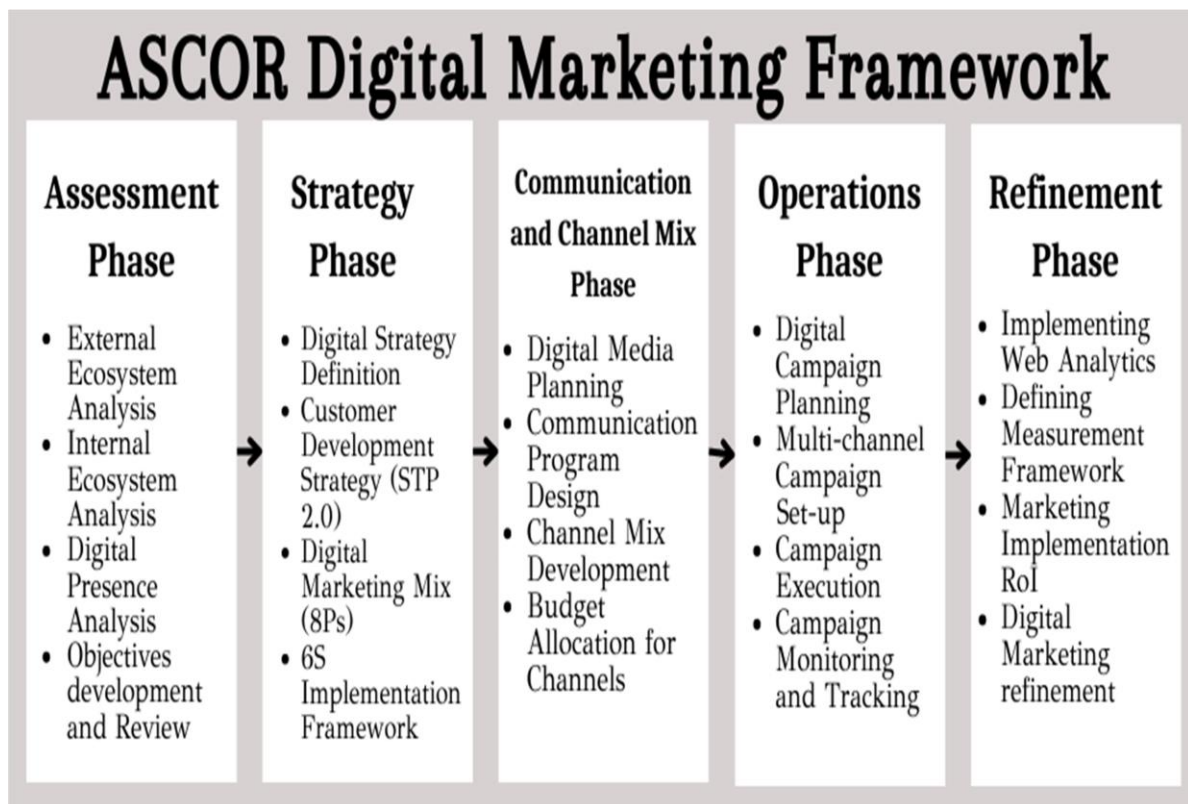 ASCOR Digital Marketing Framework
Assessment
Phase
• External
Ecosystem
Analysis
• Internal
Ecosystem
Analysis
• Digital
Presence
Analysis
• Objectives
development
and Review
Strategy
Phase
• Digital Strategy
Definition
• Customer
Development
Strategy (STP
2.0)
• Digital
Marketing Mix
(8Ps)
• 6S
Implementation
Framework
Communication
and Channel Mix
Phase
• Digital Media
Planning
• Communication
Program
Design
• Channel Mix
Development
• Budget
Allocation for
Channels
Operations
Phase
• Digital
Campaign
Planning
• Multi-channel
Campaign
Set-up
• Campaign
Execution
• Campaign
Monitoring
and Tracking
Refinement
Phase
• Implementing
Web Analytics
• Defining
Measurement
Framework
• Marketing
Implementation
RoI
• Digital
Marketing
refinement